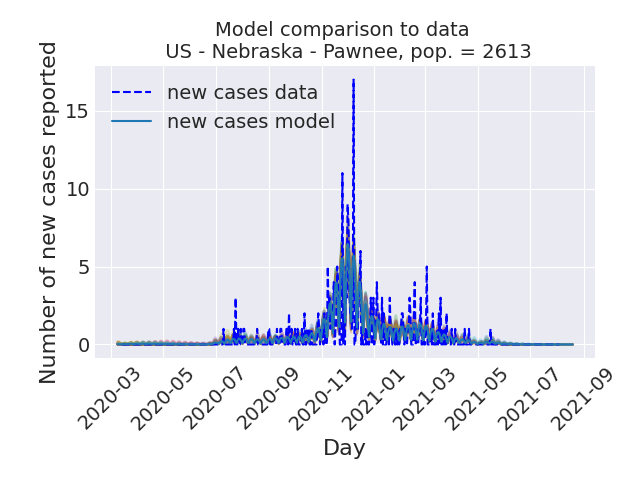 Model comparison to data
US - Nebraska - Pawnee, pop. = 2613
Number of new cases reported
new cases data
new cases model
15
10
5
0
2020-03
2020-05
2020-07
2020-09
2020-11
2021-01
2021-03
2021-05
2021-07
2021-09
Day